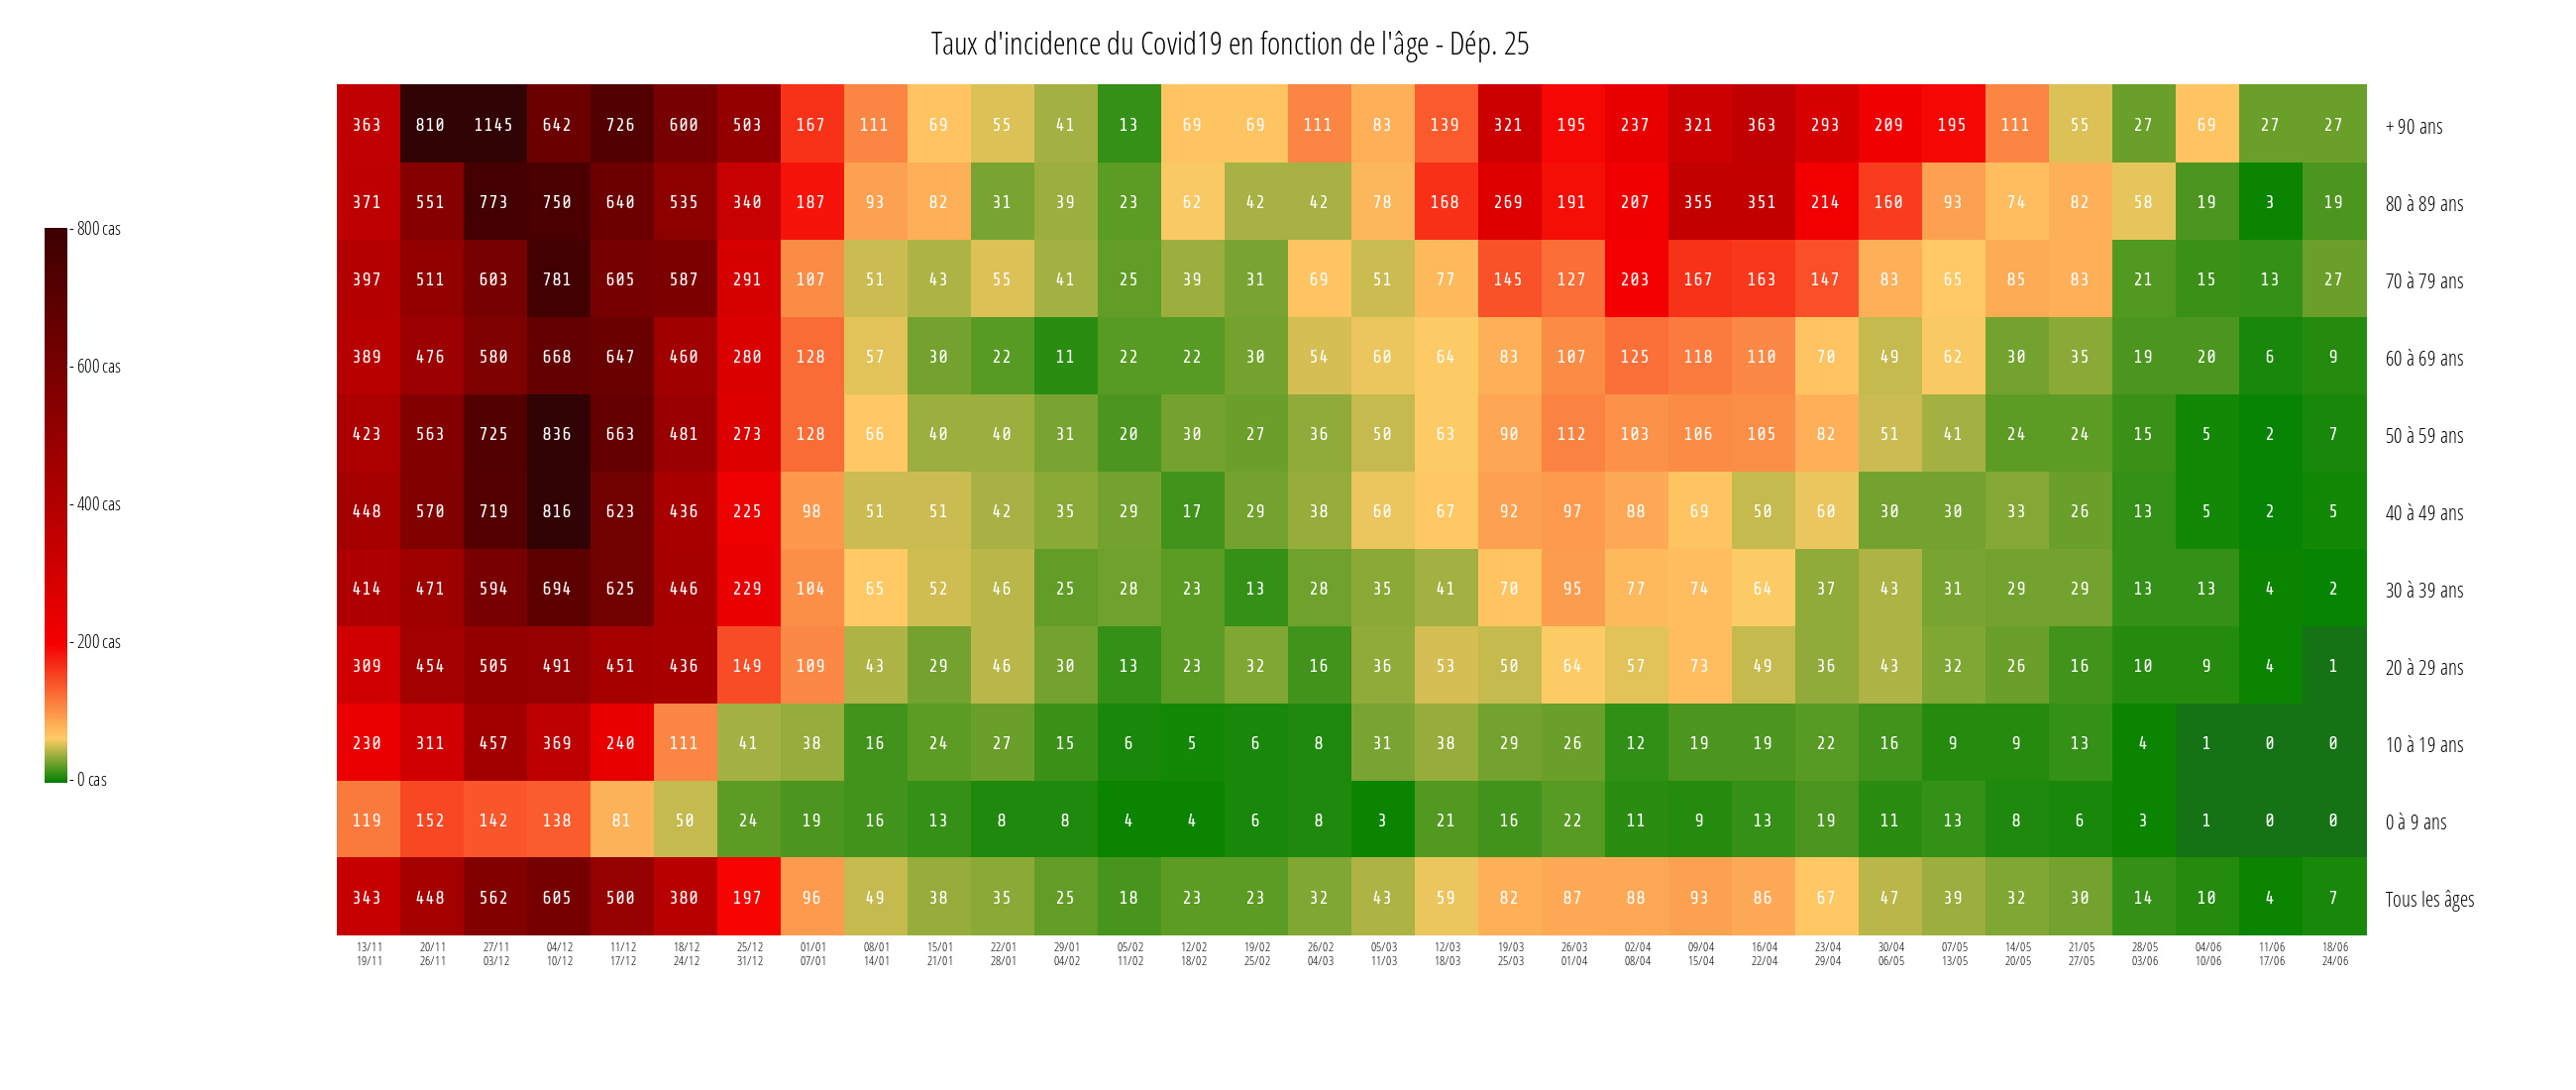 Taux d'incidence du Covid19 en fonction de l'âge - Dép. 25
- 800 cas
- 600 cas
- 400 cas
- 200 cas
- 0 cas
363 810 1145 642 726 600 503 167 111 69 55 41 13 69 69 111 83 139 321 195 237 321 363 293 209 195 111 55 27 69 27 27 + 90 ans
371 551 773 750 640 535 340 187 93 82 31 39 23 62 42 42 78 168 269 191 207 355 351 214 160 93 74 82 58 19 3 19 80 à 89 ans
397 511 603 781 605 587 291 107 51 43 55 41 25 39 31 69 51 77 145 127 203 167 163 147 83 65 85 83 21 15 13 27 70 à 79 ans
389 476 580 668 647 460 280 128 57 30 22 11 22 22 30 54 60 64 83 107 125 118 110 70 49 62 30 35 19 20 6 9 60 à 69 ans
423 563 725 836 663 481 273 128 66 40 40 31 20 30 27 36 50 63 90 112 103 106 105 82 51 41 24 24 15 5 2 7 50 à 59 ans
448 570 719 816 623 436 225 98 51 51 42 35 29 17 29 38 60 67 92 97 88 69 50 60 30 30 33 26 13 5 2 5 40 à 49 ans
414 471 594 694 625 446 229 104 65 52 46 25 28 23 13 28 35 41 70 95 77 74 64 37 43 31 29 29 13 13 4 2 30 à 39 ans
309 454 505 491 451 436 149 109 43 29 46 30 13 23 32 16 36 53 50 64 57 73 49 36 43 32 26 16 10 9 4 1 20 à 29 ans
230 311 457 369 240 111 41 38 16 24 27 15 6 5 6 8 31 38 29 26 12 19 19 22 16 9 9 13 4 1 0 0 10 à 19 ans
119 152 142 138 81 50 24 19 16 13 8 8 4 4 6 8 3 21 16 22 11 9 13 19 11 13 8 6 3 1 0 0 0 à 9 ans
343 448 562 605 500 380 197 96 49 38 35 25 18 23 23 32 43 59 82 87 88 93 86 67 47 39 32 30 14 10 4 7 Tous les âges
13/11 20/11 27/11 04/12 11/12 18/12 25/12 01/01 08/01 15/01 22/01 29/01 05/02 12/02 19/02 26/02 05/03 12/03 19/03 26/03 02/04 09/04 16/04 23/04 30/04 07/05 14/05 21/05 28/05 04/06 11/06 18/06
19/11 26/11 03/12 10/12 17/12 24/12 31/12 07/01 14/01 21/01 28/01 04/02 11/02 18/02 25/02 04/03 11/03 18/03 25/03 01/04 08/04 15/04 22/04 29/04 06/05 13/05 20/05 27/05 03/06 10/06 17/06 24/06